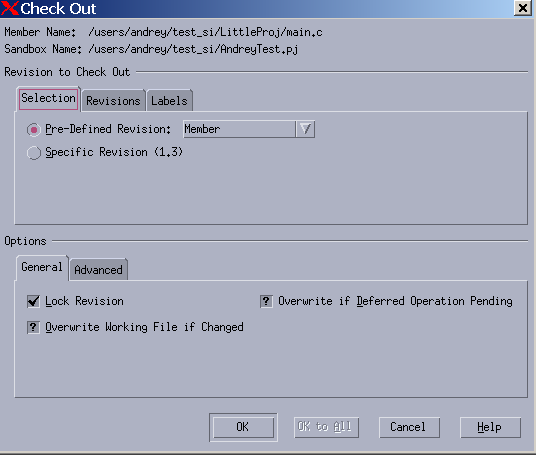 Check Out
Member Name: /users/andrey/test_si/LittleProj/main.c
Sandbox Name: /users/andrey/test_si/AndreyTest.pj
Revision to Check Out
Selection Revisions Labels
Pre-Defined Revision: Member
Specific Revision (1.3)
Options
General Advanced
Lock Revision ? Overwrite if Deferred Operation Pending
? Overwrite Working File if Changed
OK OK to All Cancel Help